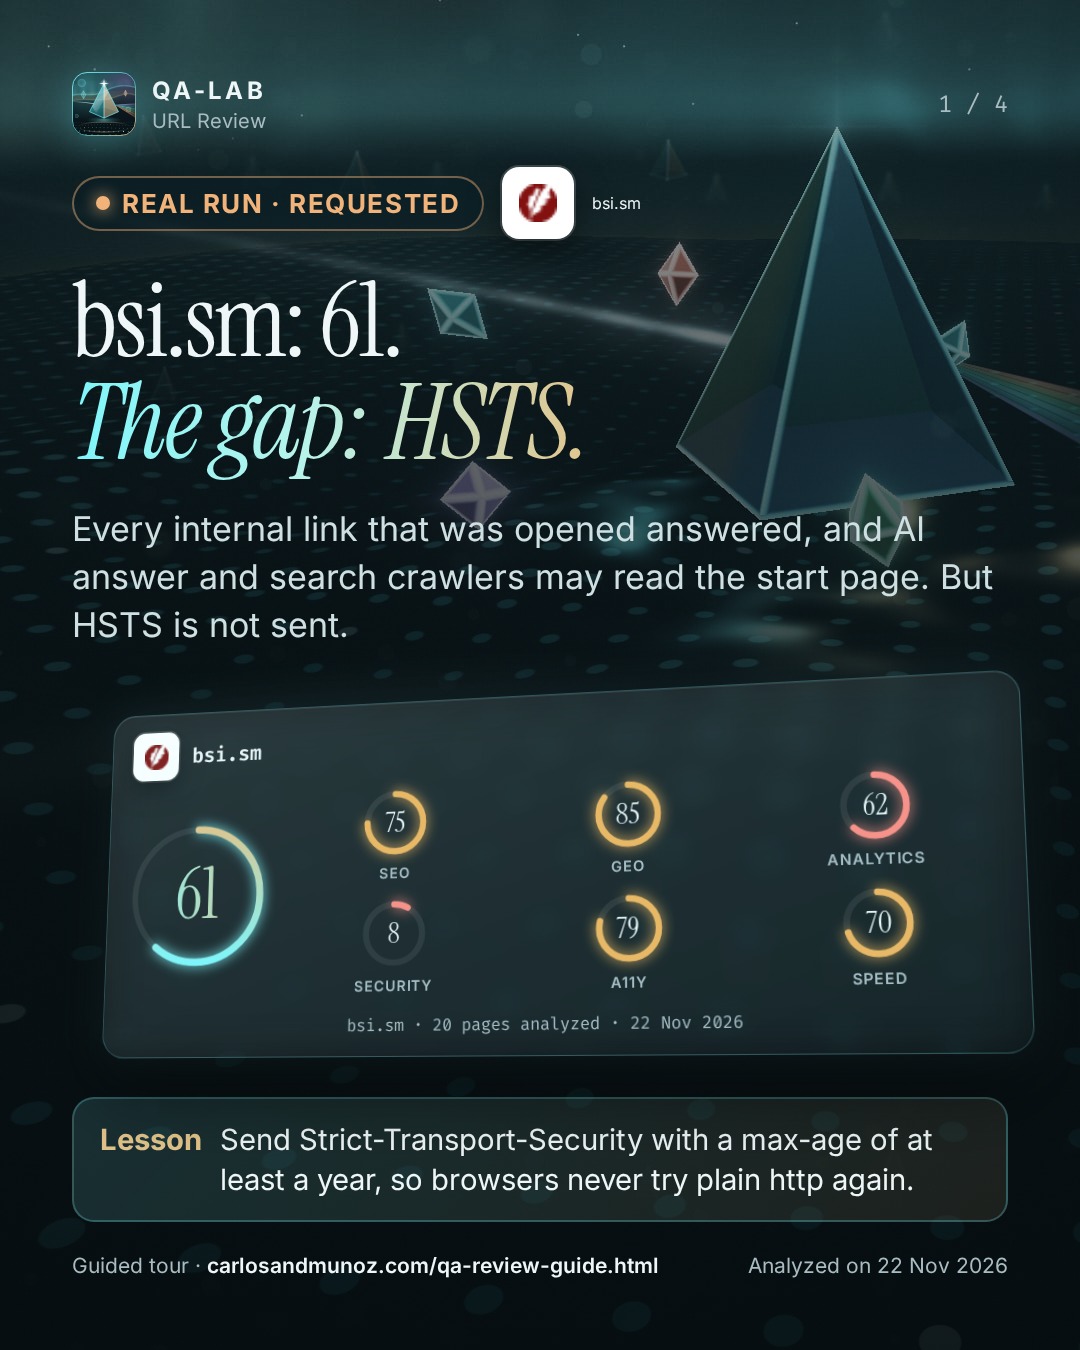 QA-LAB
URL Review
1 / 4
REAL RUN · REQUESTED
bsi.sm
bsi.sm: 61.
The gap: HSTS.
Every internal link that was opened answered, and AI
answer and search crawlers may read the start page. But
HSTS is not sent.
bsi.sm
61
75
SEO
85
GEO
62
ANALYTICS
8
SECURITY
79
A11Y
70
SPEED
bsi.sm · 20 pages analyzed · 22 Nov 2026
Lesson Send Strict-Transport-Security with a max-age of at
least a year, so browsers never try plain http again.
Guided tour · carlosandmunoz.com/qa-review-guide.html
Analyzed on 22 Nov 2026